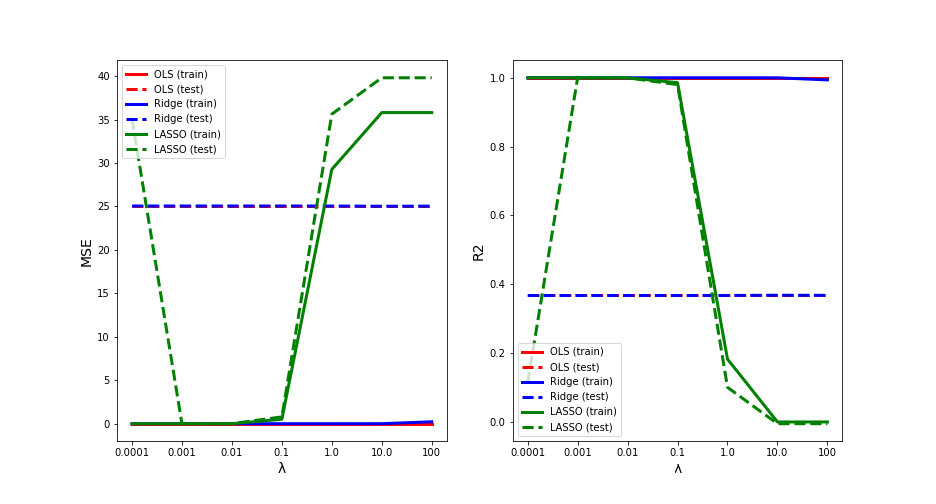 40
35
30
25
20
15
10
5
0
MSE
OLS (train)
OLS (test)
Ridge (train)
Ridge (test)
LASSO (train)
LASSO (test)
0.0001 0.001 0.01 0.1 1.0 10.0 100
λ
1.0
0.8
0.6
0.4
0.2
0.0
R2
OLS (train)
OLS (test)
Ridge (train)
Ridge (test)
LASSO (train)
LASSO (test)
0.0001 0.001 0.01 0.1 1.0 10.0 100